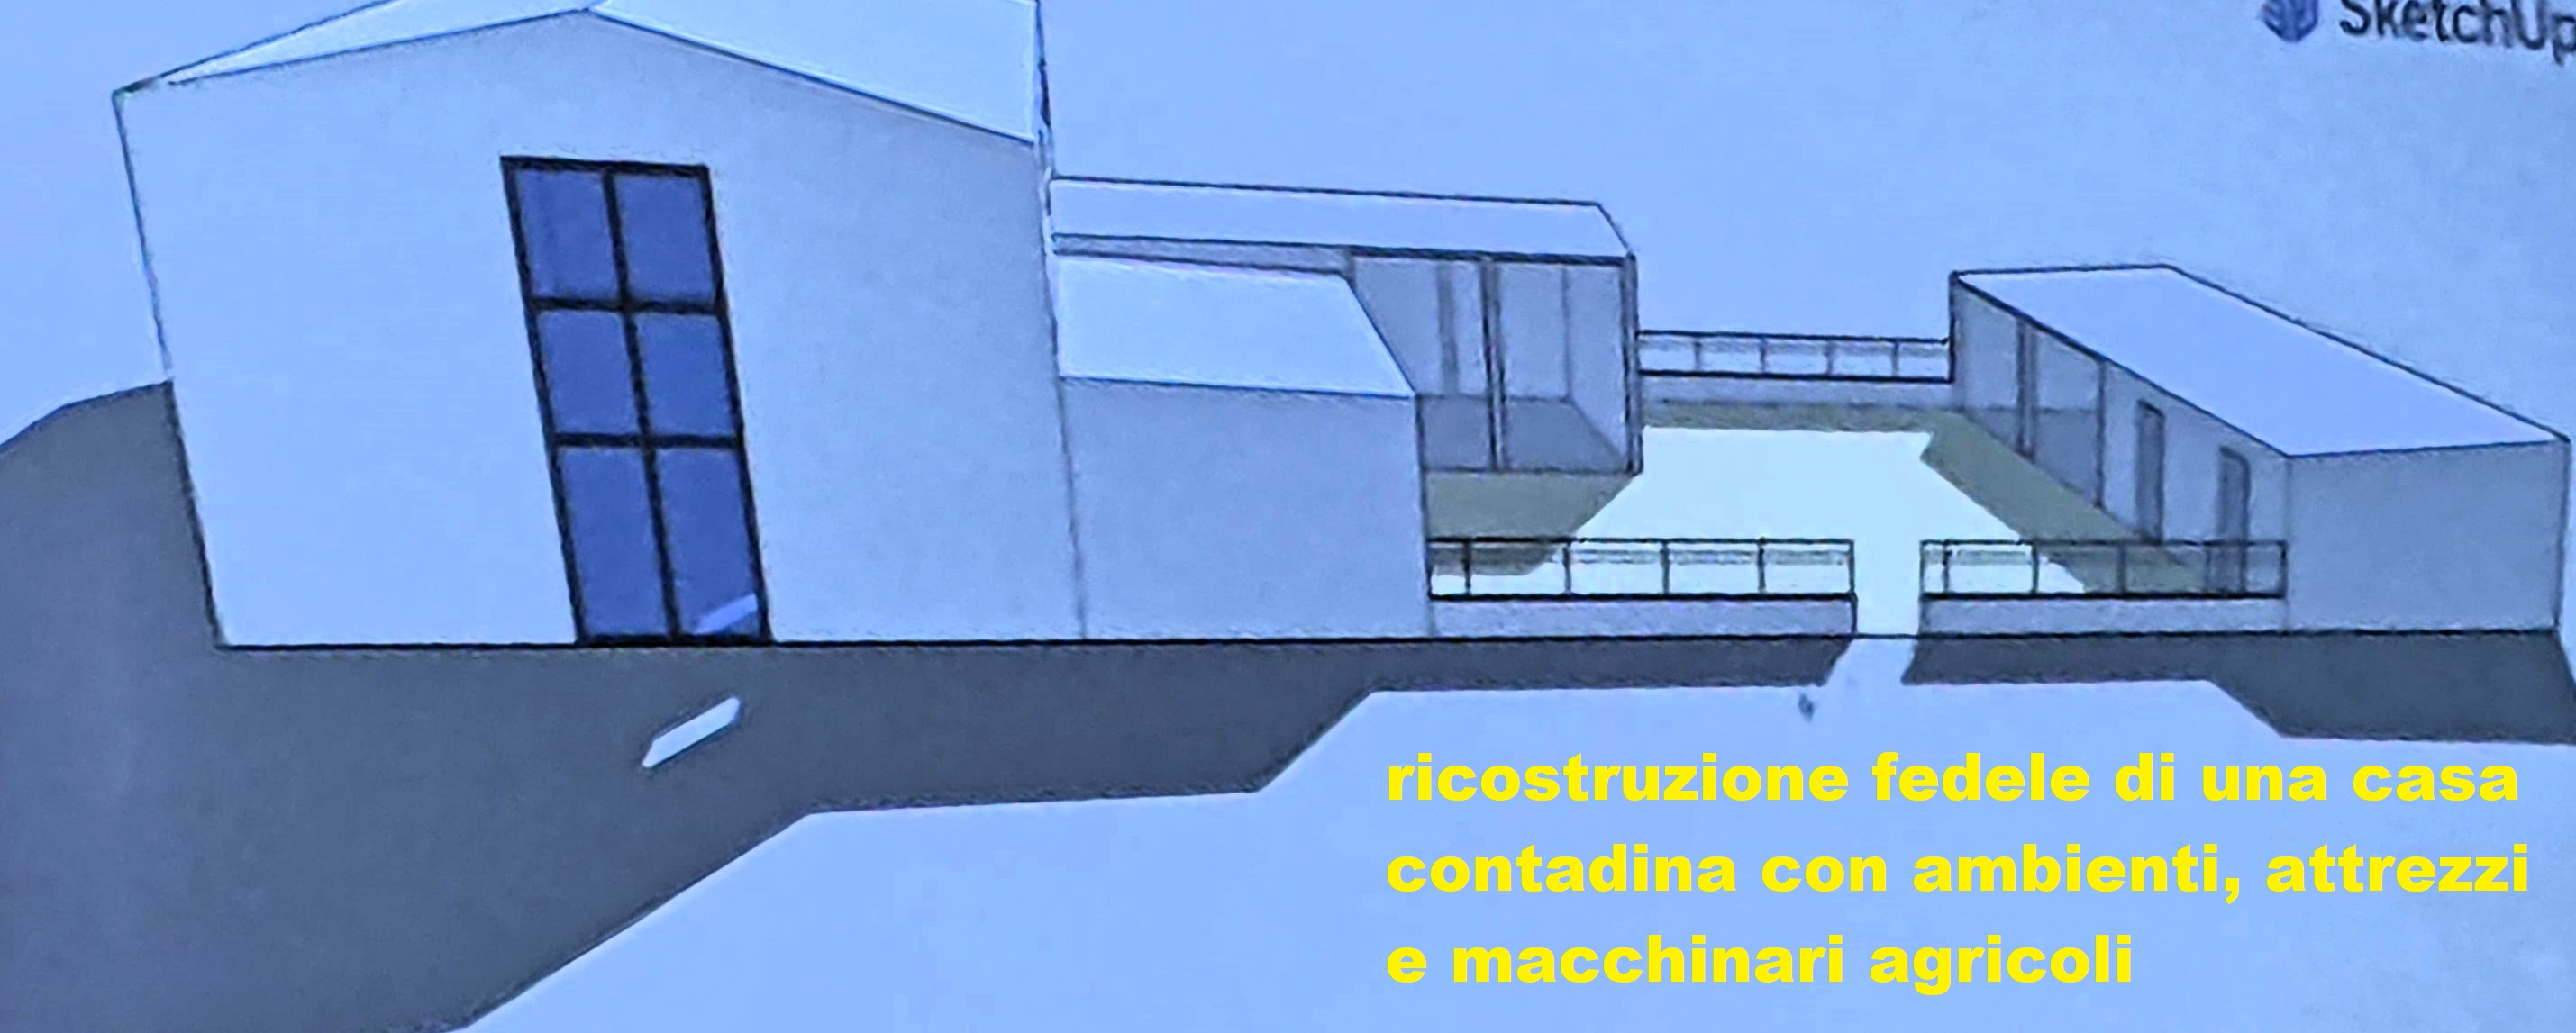 SketchUp
ricostruzione fedele di una casa
contadina con ambienti, attrezzi
e macchinari agricoli